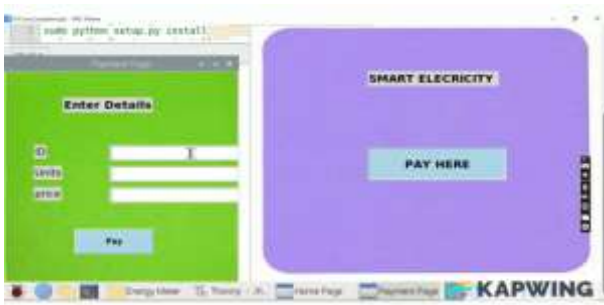 sudo python setup.py install
Payment Page
Enter Details
ID
Units
price
Pay
SMART ELECRICITY
PAY HERE
Energy Meter
Thonny
Home Page
Payment Page
KAPWING